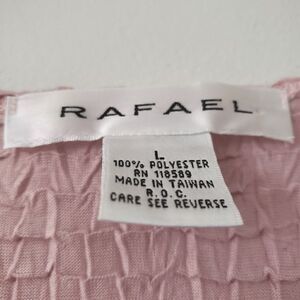 RAFAEL
L
100% POLYESTER
RN 118589
MADE IN TAIWAN
R.O.C.
CARE SEE REVERSE